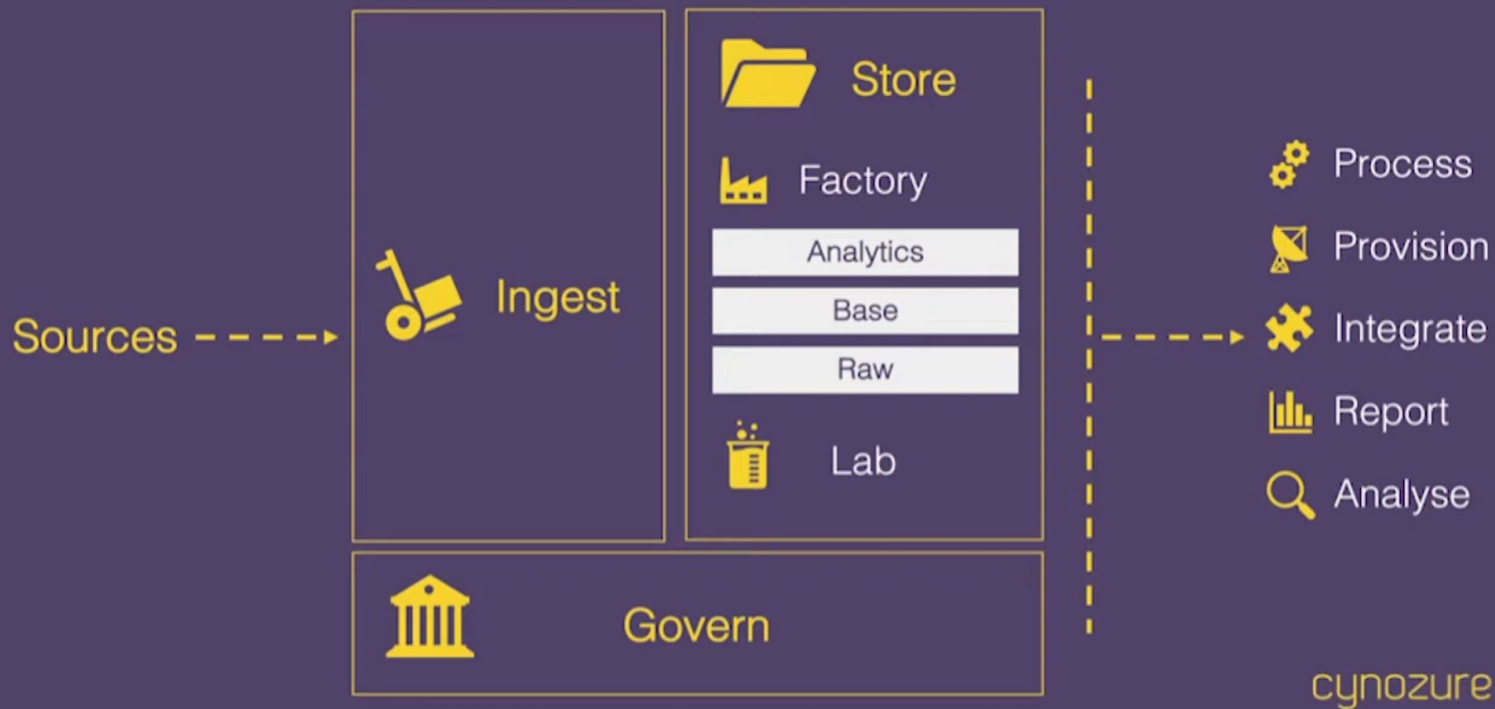 Sources
Ingest
Store
Factory
Analytics
Base
Raw
Lab
Govern
Process
Provision
Integrate
Report
Analyse
cynozure